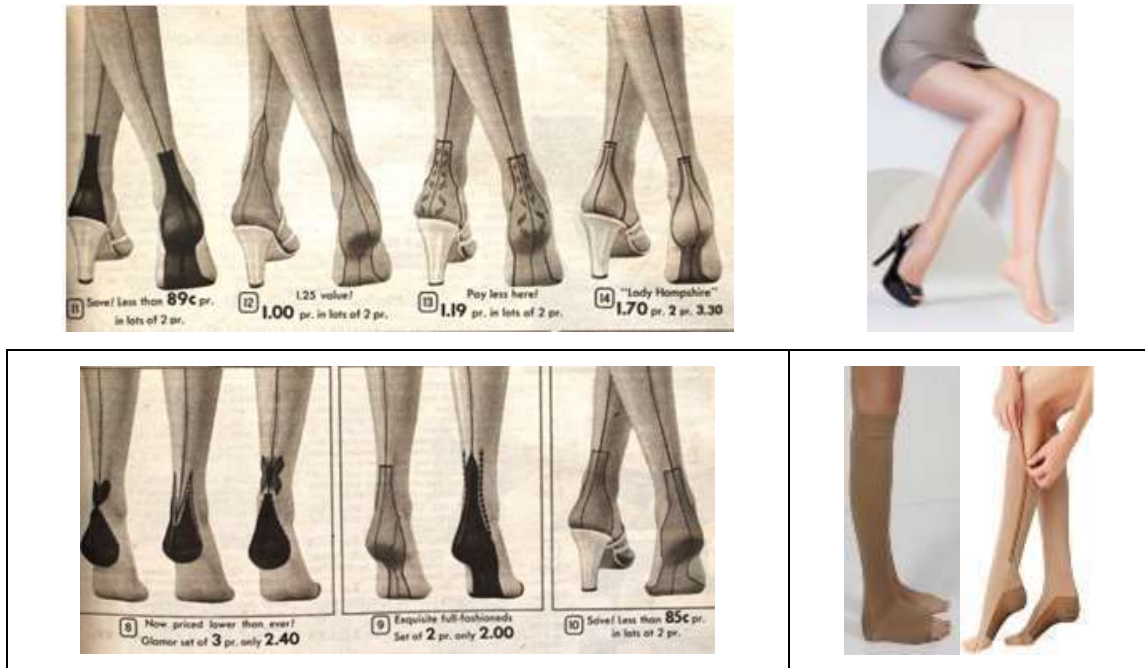 11 Save! Less than 89¢ pr.
in lots of 2 pr.
12 1.25 value!
1.00 pr. in lots of 2 pr.
13 Pay less here!
1.19 pr. in lots of 2 pr.
14 "Lady Hampshire"
1.70 pr. 2 pr. 3.30
8 Now priced lower than ever!
Glamor set of 3 pr. only 2.40
9 Exquisite full-fashioneds
Set of 2 pr. only 2.00
10 Save! Less than 85¢ pr.
in lots of 2 pr.